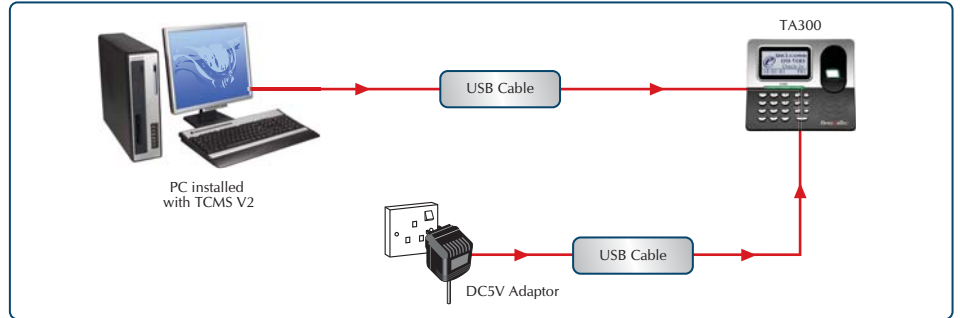 TA300
USB Cable
PC installed
with TCMS V2
USB Cable
DC5V Adaptor